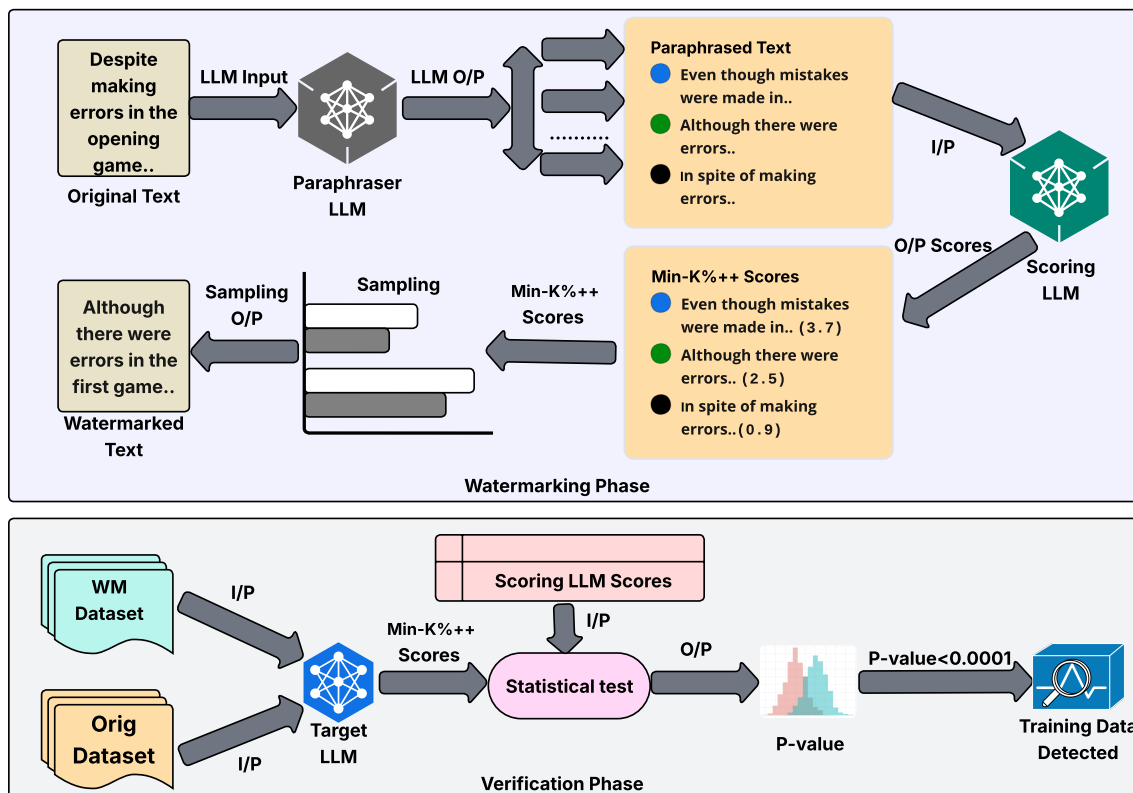 Despite
making
errors in the
opening
game..
Original Text
LLM Input
Paraphraser
LLM
LLM O/P
..........
Paraphrased Text
Even though mistakes
were made in..
Although there were
errors..
In spite of making
errors..
I/P
Scoring
LLM
O/P Scores
Min-K%++ Scores
Even though mistakes
were made in.. (3.7)
Although there were
errors.. (2.5)
In spite of making
errors..(0.9)
Min-K%++
Scores
Sampling
Sampling
O/P
Although
there were
errors in the
first game..
Watermarked
Text
Watermarking Phase
WM
Dataset
I/P
Orig
Dataset
I/P
Target
LLM
Min-K%++
Scores
Scoring LLM Scores
I/P
Statistical test
O/P
P-value
P-value<0.0001
Training Data
Detected
Verification Phase